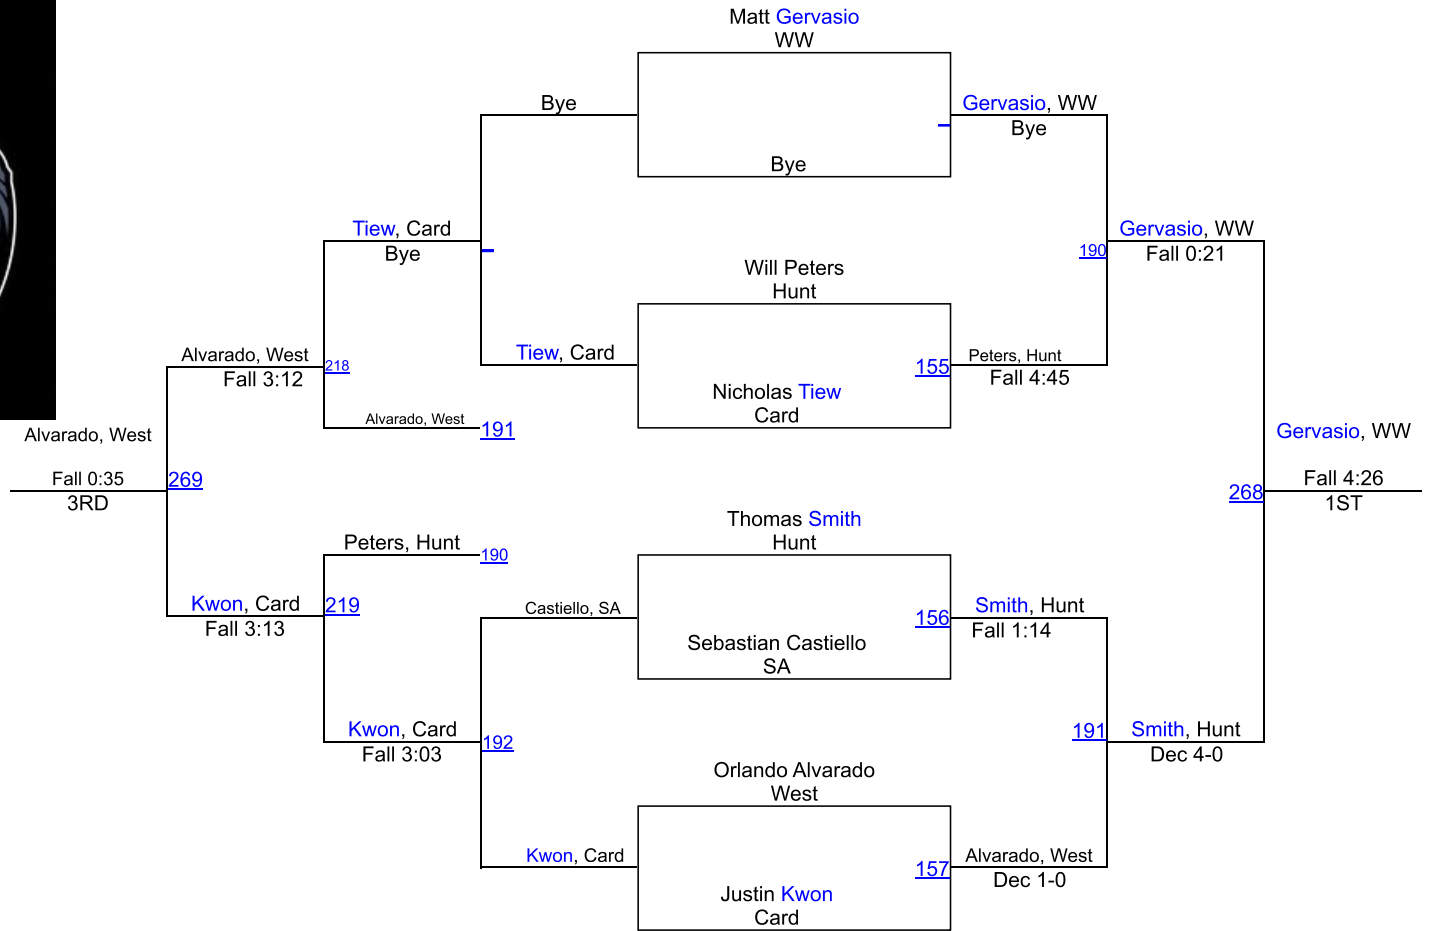 Matt Gervasio
WW
Bye
Gervasio, WW
Bye
Bye
Tiew, Card
Bye
Will Peters
Hunt
190
Gervasio, WW
Fall 0:21
Tiew, Card
155
Peters, Hunt
Fall 4:45
Nicholas Tiew
Card
Alvarado, West
Fall 3:12
218
Alvarado, West
191
Alvarado, West
Fall 0:35
3RD
269
Gervasio, WW
268
Fall 4:26
1ST
Thomas Smith
Hunt
Peters, Hunt
190
Kwon, Card
Fall 3:13
219
Castiello, SA
156
Smith, Hunt
Fall 1:14
Sebastian Castiello
SA
Kwon, Card
Fall 3:03
192
191
Smith, Hunt
Dec 4-0
Orlando Alvarado
West
Kwon, Card
157
Alvarado, West
Dec 1-0
Justin Kwon
Card